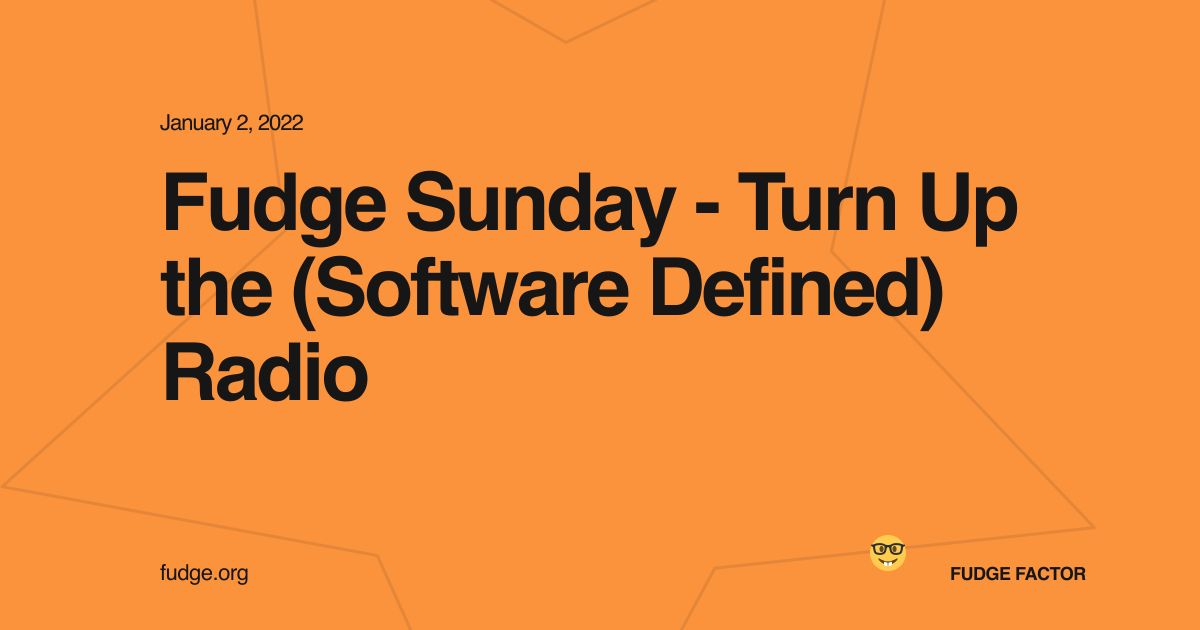 January 2, 2022
Fudge Sunday - Turn Up
the (Software Defined)
Radio
fudge.org
FUDGE FACTOR